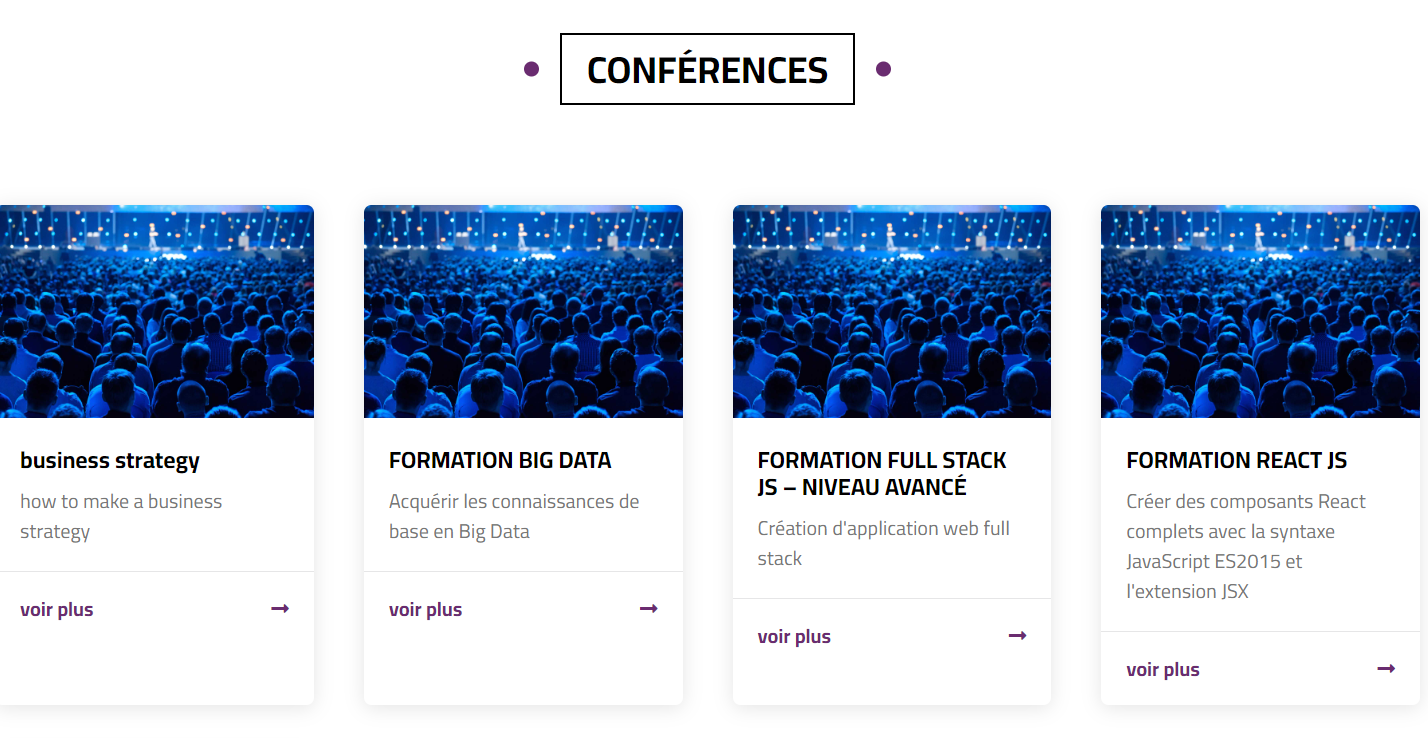 CONFÉRENCES
business strategy
how to make a business
strategy
voir plus
FORMATION BIG DATA
Acquérir les connaissances de
base en Big Data
voir plus
FORMATION FULL STACK
JS – NIVEAU AVANCÉ
Création d'application web full
stack
voir plus
FORMATION REACT JS
Créer des composants React
complets avec la syntaxe
JavaScript ES2015 et
l'extension JSX
voir plus